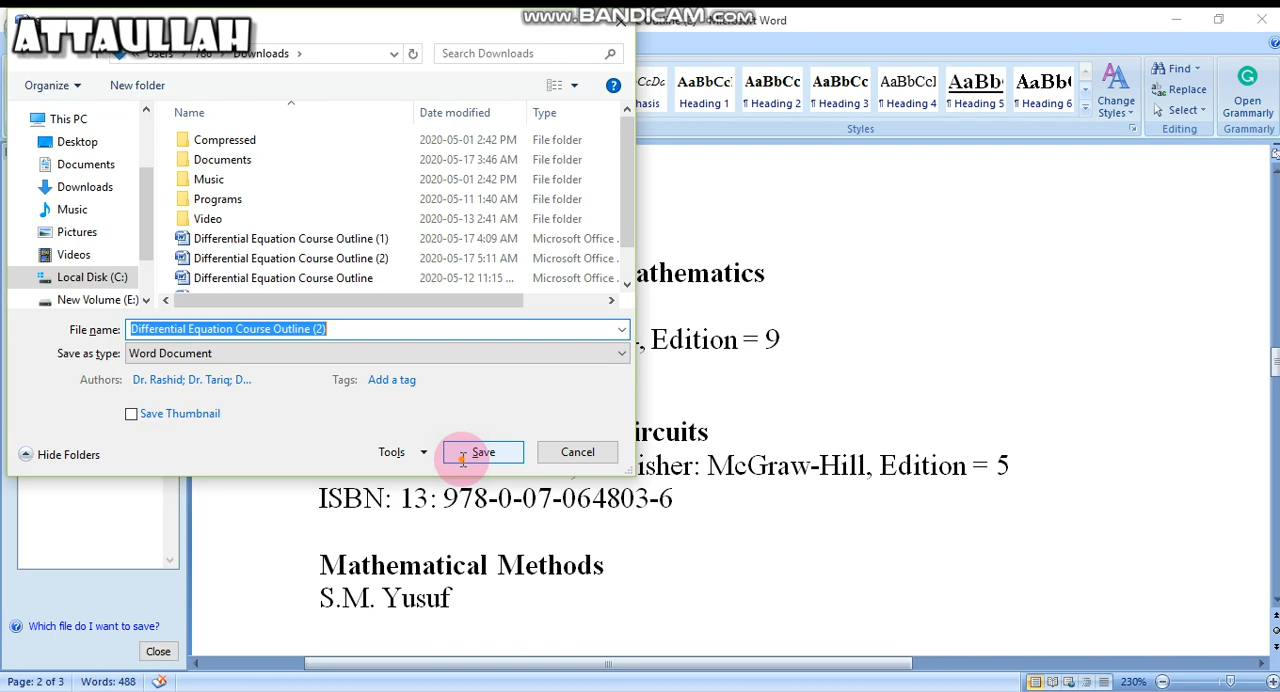 WWW.BANDICAM.COM
ATTAULLAH
Microsoft Word
Users 786 Downloads
Search Downloads
Organize
New folder
Name
Date modified
Type
This PC
Desktop
Documents
Downloads
Music
Pictures
Videos
Local Disk (C:)
New Volume (E:)
Compressed 2020-05-01 2:42 PM File folder
Documents 2020-05-17 3:46 AM File folder
Music 2020-05-01 2:42 PM File folder
Programs 2020-05-11 1:40 AM File folder
Video 2020-05-13 2:41 AM File folder
Differential Equation Course Outline (1) 2020-05-17 4:09 AM Microsoft Office
Differential Equation Course Outline (2) 2020-05-17 5:11 AM Microsoft Office
Differential Equation Course Outline 2020-05-12 11:15 ... Microsoft Office
File name: Differential Equation Course Outline (2)
Save as type: Word Document
Authors: Dr. Rashid; Dr. Tariq; D...
Tags: Add a tag
Save Thumbnail
Hide Folders
Tools
Save
Cancel
AaBbCc AaBbCc AaBbCc AaBbCcI AaBb AaBb
Heading 1
Heading 2
Heading 3
Heading 4
Heading 5
Heading 6
Change Styles
Styles
Find
Replace
Select
Editing
Open Grammarly
Grammarly
athematics
, Edition = 9
ircuits
isher: McGraw-Hill, Edition = 5
ISBN: 13: 978-0-07-064803-6
Mathematical Methods
S.M. Yusuf
Which file do I want to save?
Close
Page: 2 of 3
Words: 488
230%